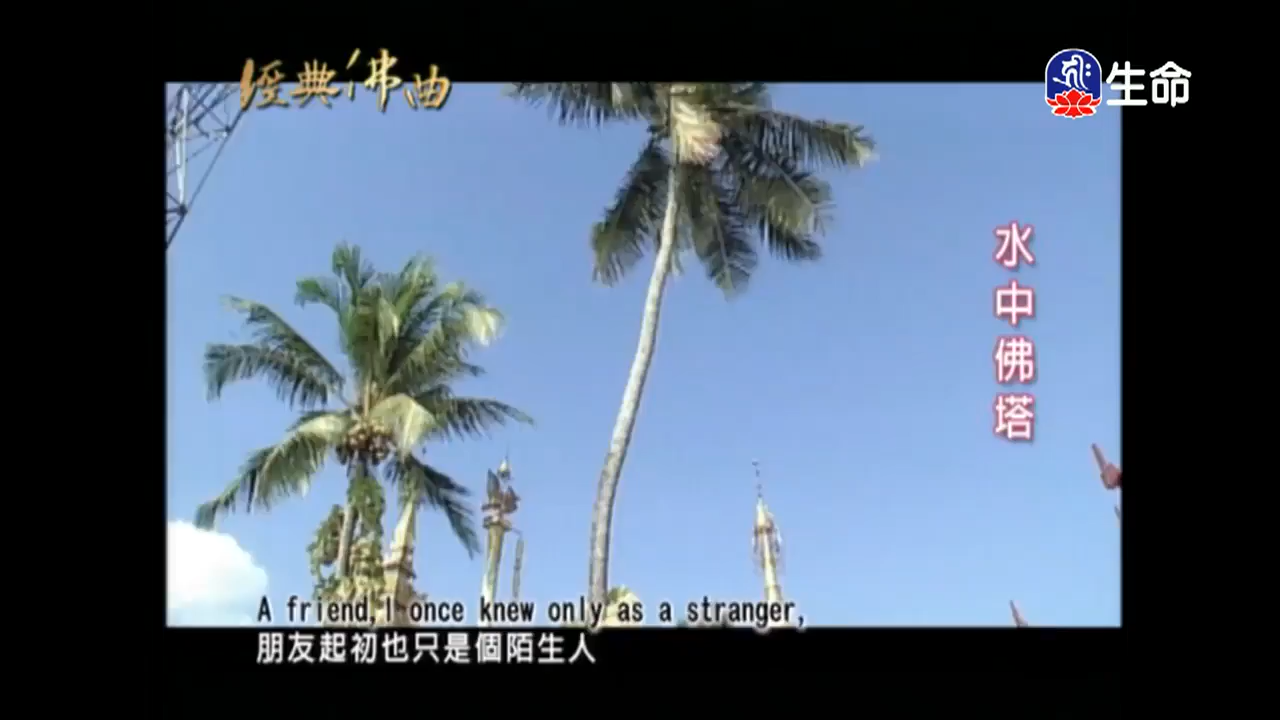 經典佛曲
生命
水中佛塔
A friend,I once knew only as a stranger,
朋友起初也只是個陌生人